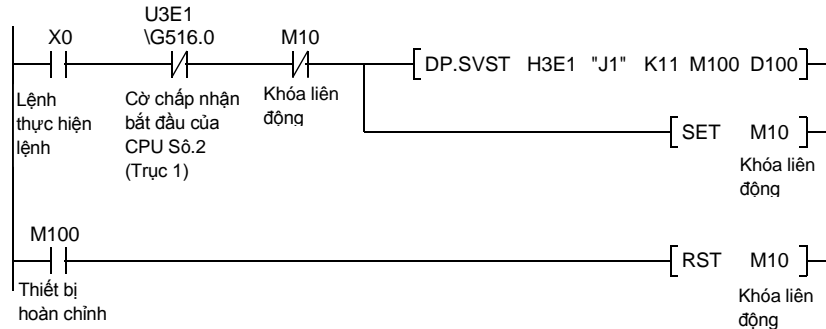 U3E1
X0 \G516.0 M10
DP.SVST H3E1 "J1" K11 M100 D100
Lệnh
thực hiện
lệnh
Cờ chấp nhận
bắt đầu của
CPU Số.2
(Trục 1)
Khóa liên
động
SET M10
Khóa liên
động
M100
RST M10
Thiết bị
hoàn chỉnh
Khóa liên
động